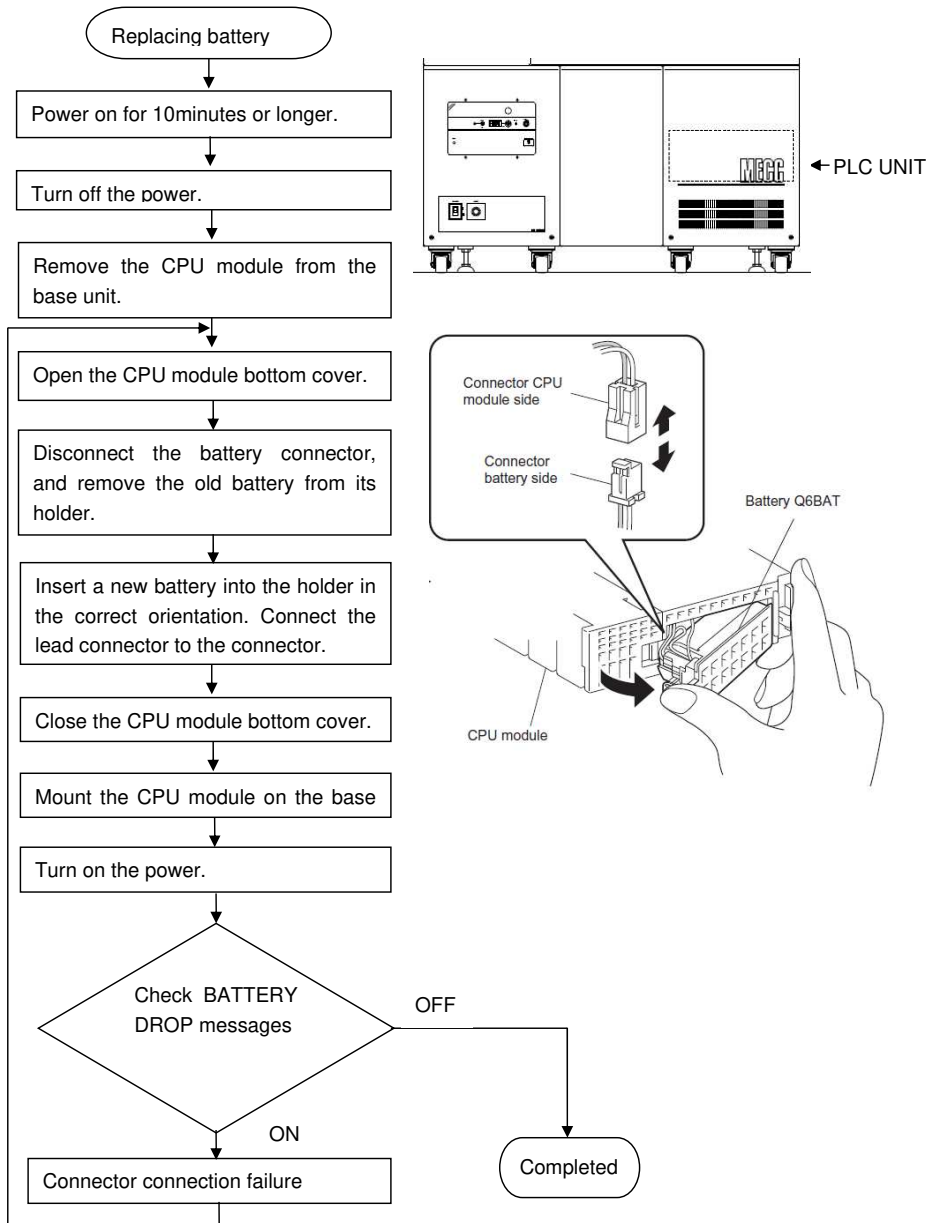 Replacing battery
Power on for 10minutes or longer.
Turn off the power.
Remove the CPU module from the
base unit.
Open the CPU module bottom cover.
Disconnect the battery connector,
and remove the old battery from its
holder.
Insert a new battery into the holder in
the correct orientation. Connect the
lead connector to the connector.
Close the CPU module bottom cover.
Mount the CPU module on the base
Turn on the power.
Check BATTERY
DROP messages
OFF
ON
Connector connection failure
Completed
MECC
PLC UNIT
Connector CPU
module side
Connector
battery side
Battery Q6BAT
CPU module